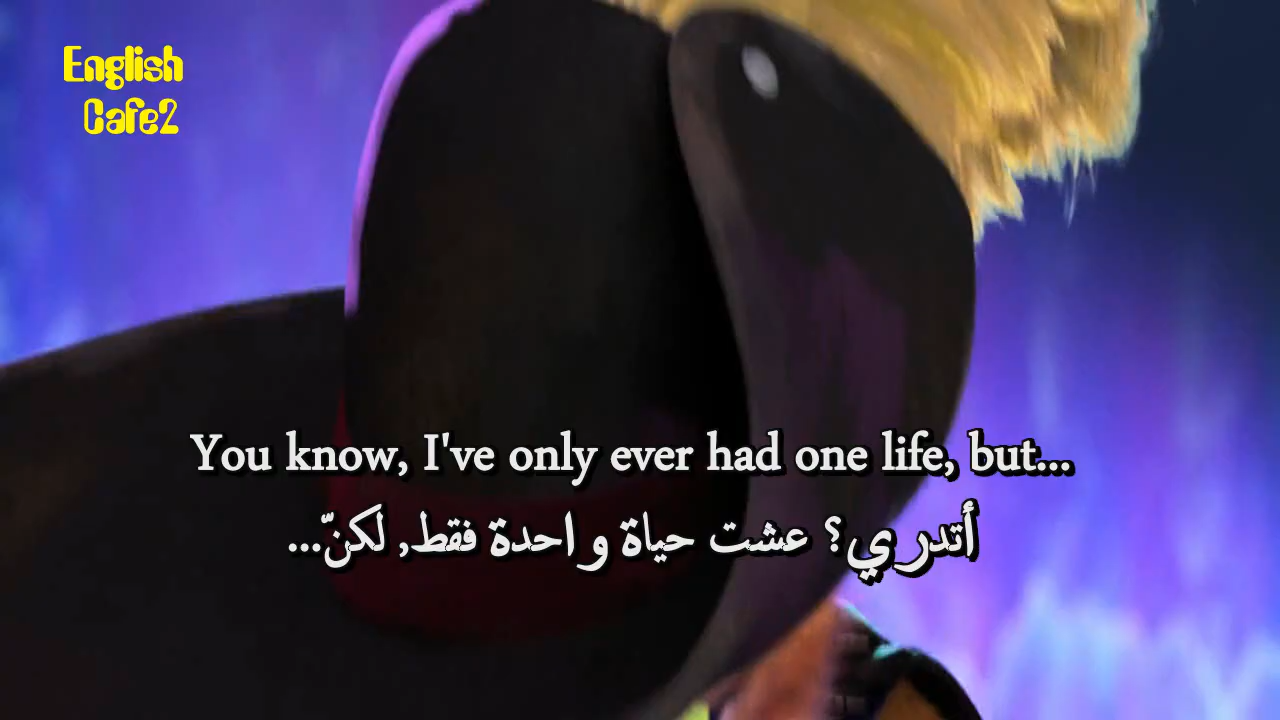 English
Cafe2
You know, I've only ever had one life, but...
أتدري؟ عشت حياة واحدة فقط, لكنّ...